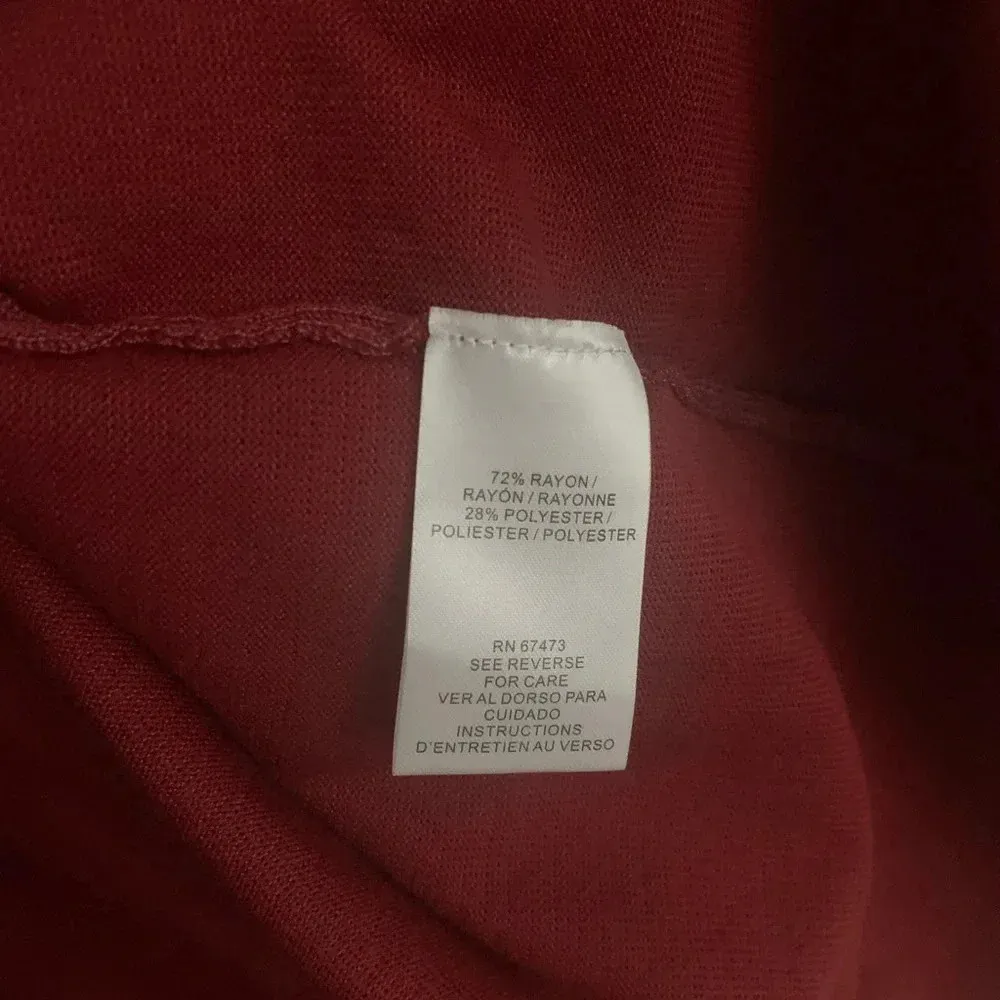 72% RAYON /
RAYÓN / RAYONNE
28% POLYESTER /
POLIESTER / POLYESTER
RN 67473
SEE REVERSE
FOR CARE
VER AL DORSO PARA
CUIDADO
INSTRUCTIONS
D'ENTRETIEN AU VERSO